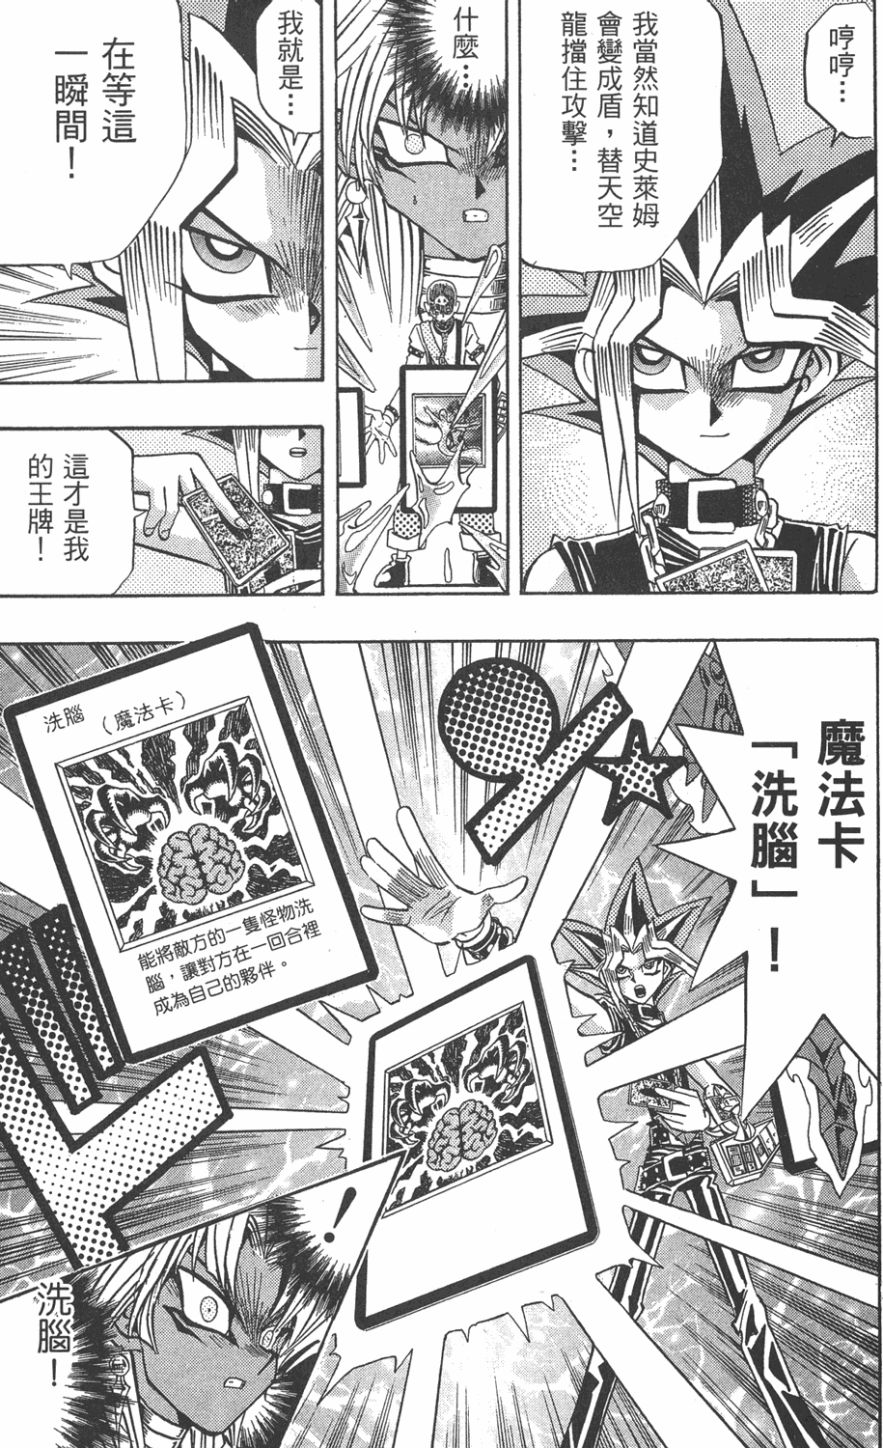 哼哼…
我當然知道史萊姆
會變成盾，替天空
龍擋住攻擊…
什麼…
我就是…
在等這
一瞬間！
這才是我
的王牌！
魔法卡
「洗腦」！
洗腦 （魔法卡）
能將敵方的一隻怪物洗
腦，讓對方在一回合裡
成為自己的夥伴。
！
洗腦！